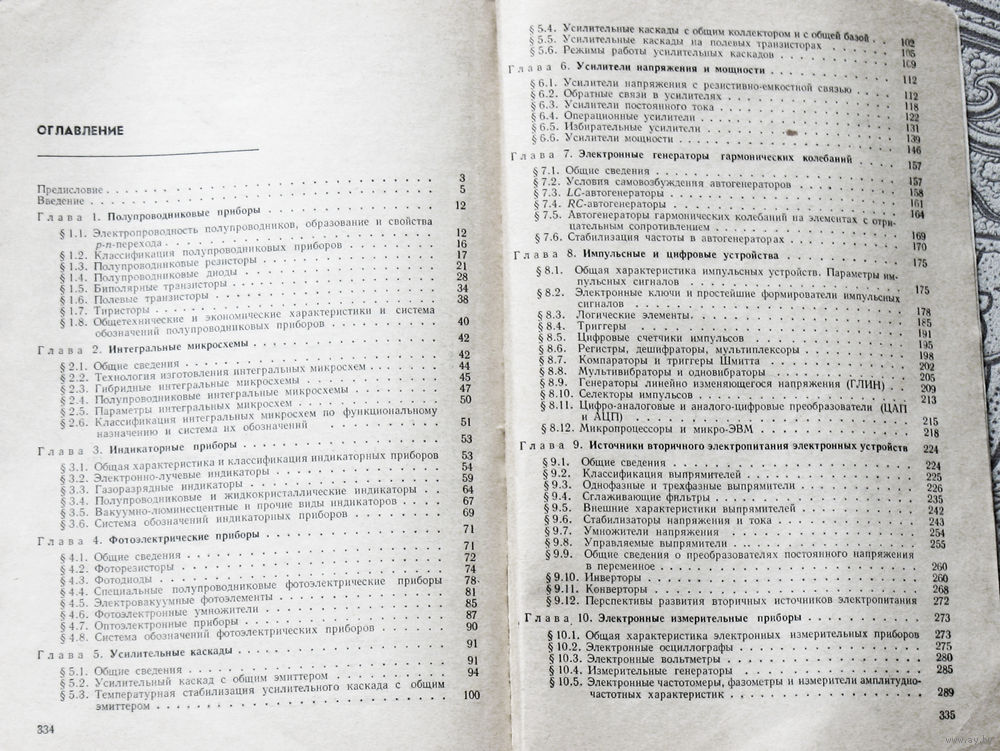 ОГЛАВЛЕНИЕ
Предисловие . . . 3
Введение . . . 5
Глава 1. Полупроводниковые приборы . . . 12
§ 1.1. Электропроводность полупроводников, образование и свойства
p-n-перехода . . . 12
§ 1.2. Классификация полупроводниковых приборов . . . 16
§ 1.3. Полупроводниковые резисторы . . . 17
§ 1.4. Полупроводниковые диоды . . . 21
§ 1.5. Биполярные транзисторы . . . 28
§ 1.6. Полевые транзисторы . . . 34
§ 1.7. Тиристоры . . . 38
§ 1.8. Общетехнические и экономические характеристики и система
обозначений полупроводниковых приборов . . . 40
Глава 2. Интегральные микросхемы . . . 42
§ 2.1. Общие сведения . . . 42
§ 2.2. Технология изготовления интегральных микросхем . . . 44
§ 2.3. Гибридные интегральные микросхемы . . . 45
§ 2.4. Полупроводниковые интегральные микросхемы . . . 47
§ 2.5. Параметры интегральных микросхем . . . 50
§ 2.6. Классификация интегральных микросхем по функциональному
назначению и система их обозначений . . . 51
Глава 3. Индикаторные приборы . . . 53
§ 3.1. Общая характеристика и классификация индикаторных приборов 53
§ 3.2. Электронно-лучевые индикаторы . . . 54
§ 3.3. Газоразрядные индикаторы . . . 59
§ 3.4. Полупроводниковые и жидкокристаллические индикаторы . . . 64
§ 3.5. Вакуумно-люминесцентные и прочие виды индикаторов . . . 67
§ 3.6. Система обозначений индикаторных приборов . . . 69
Глава 4. Фотоэлектрические приборы . . . 71
§ 4.1. Общие сведения . . . 71
§ 4.2. Фоторезисторы . . . 72
§ 4.3. Фотодиоды . . . 74
§ 4.4. Специальные полупроводниковые фотоэлектрические приборы 78
§ 4.5. Электровакуумные фотоэлементы . . . 81
§ 4.6. Фотоэлектронные умножители . . . 85
§ 4.7. Оптоэлектронные приборы . . . 87
§ 4.8. Система обозначений фотоэлектрических приборов . . . 90
Глава 5. Усилительные каскады . . . 91
§ 5.1. Общие сведения . . . 91
§ 5.2. Усилительный каскад с общим эмиттером . . . 94
§ 5.3. Температурная стабилизация усилительного каскада с общим
эмиттером . . . 100
334
§ 5.4. Усилительные каскады с общим коллектором и с общей базой . . 102
§ 5.5. Усилительные каскады на полевых транзисторах . . . 105
§ 5.6. Режимы работы усилительных каскадов . . . 109
Глава 6. Усилители напряжения и мощности . . . 112
§ 6.1. Усилители напряжения с резистивно-емкостной связью . . . 112
§ 6.2. Обратные связи в усилителях . . . 118
§ 6.3. Усилители постоянного тока . . . 122
§ 6.4. Операционные усилители . . . 131
§ 6.5. Избирательные усилители . . . 139
§ 6.6. Усилители мощности . . . 146
Глава 7. Электронные генераторы гармонических колебаний 157
§ 7.1. Общие сведения . . . 157
§ 7.2. Условия самовозбуждения автогенераторов . . . 158
§ 7.3. LC-автогенераторы . . . 161
§ 7.4. RC-автогенераторы . . . 164
§ 7.5. Автогенераторы гармонических колебаний на элементах с отри-
цательным сопротивлением . . . 169
§ 7.6. Стабилизация частоты в автогенераторах . . . 170
Глава 8. Импульсные и цифровые устройства . . . 175
§ 8.1. Общая характеристика импульсных устройств. Параметры им-
пульсных сигналов . . . 175
§ 8.2. Электронные ключи и простейшие формирователи импульсных
сигналов . . . 178
§ 8.3. Логические элементы. . . . 185
§ 8.4. Триггеры . . . 191
§ 8.5. Цифровые счетчики импульсов . . . 195
§ 8.6. Регистры, дешифраторы, мультиплексоры . . . 198
§ 8.7. Компараторы и триггеры Шмитта . . . 202
§ 8.8. Мультивибраторы и одновибраторы . . . 205
§ 8.9. Генераторы линейно изменяющегося напряжения (ГЛИН) . . 209
§ 8.10. Селекторы импульсов . . . 213
§ 8.11. Цифро-аналоговые и аналого-цифровые преобразователи (ЦАП
и АЦП) . . . 215
§ 8.12. Микропроцессоры и микро-ЭВМ . . . 218
Глава 9. Источники вторичного электропитания электронных устройств 224
§ 9.1. Общие сведения . . . 224
§ 9.2. Классификация выпрямителей . . . 225
§ 9.3. Однофазные и трехфазные выпрямители . . . 226
§ 9.4. Сглаживающие фильтры . . . 235
§ 9.5. Внешние характеристики выпрямителей . . . 242
§ 9.6. Стабилизаторы напряжения и тока . . . 243
§ 9.7. Умножители напряжения . . . 254
§ 9.8. Управляемые выпрямители . . . 255
§ 9.9. Общие сведения о преобразователях постоянного напряжения
в переменное . . . 260
§ 9.10. Инверторы . . . 260
§ 9.11. Конверторы . . . 268
§ 9.12. Перспективы развития вторичных источников электропитания 272
Глава 10. Электронные измерительные приборы . . . 273
§ 10.1. Общая характеристика электронных измерительных приборов 273
§ 10.2. Электронные осциллографы . . . 275
§ 10.3. Электронные вольтметры . . . 280
§ 10.4. Измерительные генераторы . . . 285
§ 10.5. Электронные частотомеры, фазометры и измерители амплитудно-
частотных характеристик . . . 289
335
www.ay.by